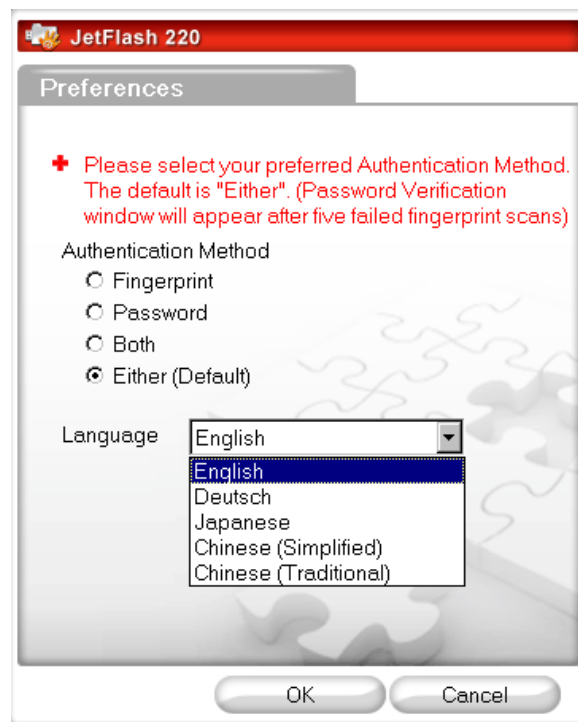 JetFlash 220
Preferences
Please select your preferred Authentication Method.
The default is "Either". (Password Verification
window will appear after five failed fingerprint scans)
Authentication Method
Fingerprint
Password
Both
Either (Default)
Language English
English
Deutsch
Japanese
Chinese (Simplified)
Chinese (Traditional)
OK Cancel